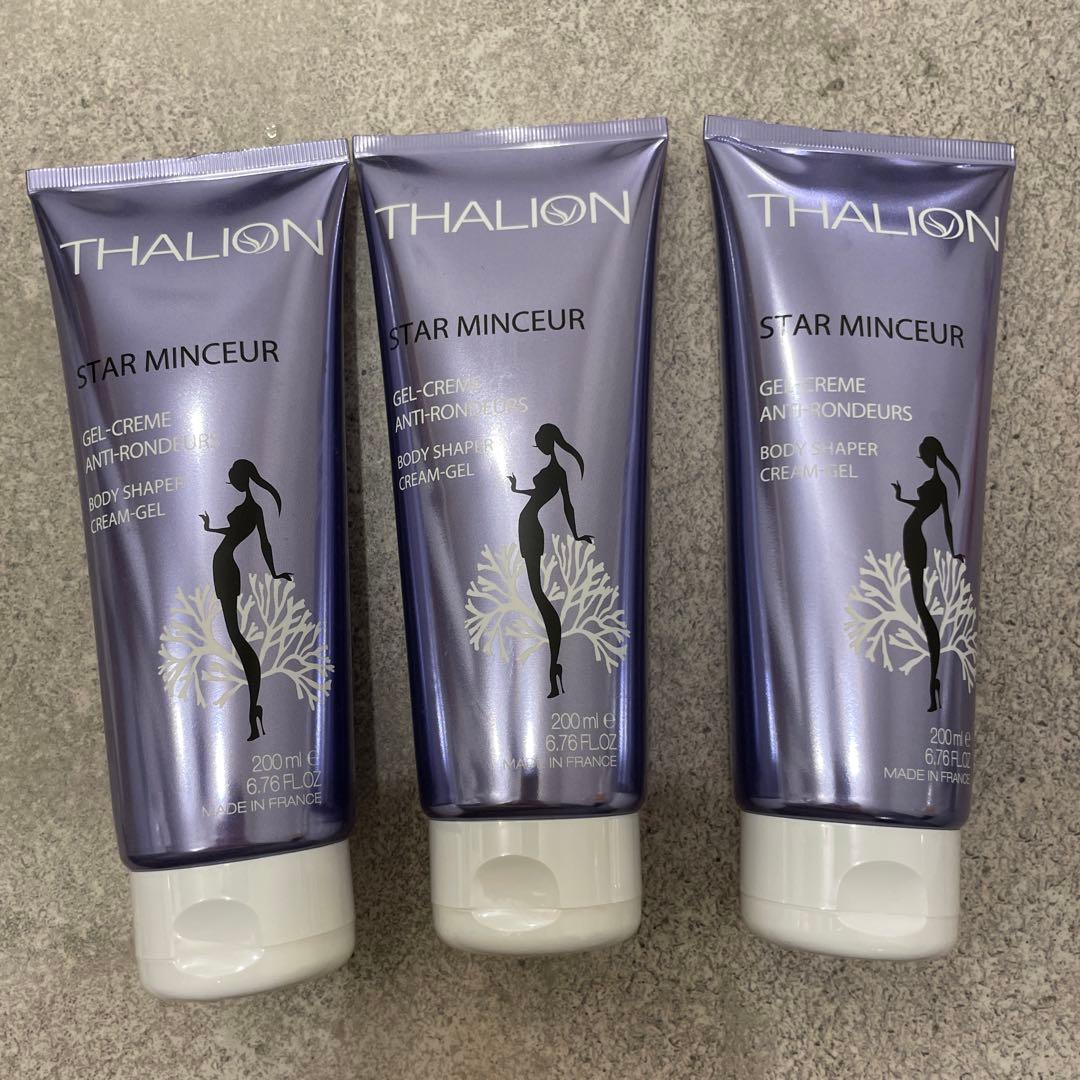 THALION
STAR MINCEUR
GEL-CREME
ANTI-RONDEURS
BODY SHAPER
CREAM-GEL
200 ml e
6.76 FL.OZ
MADE IN FRANCE
THALION
STAR MINCEUR
GEL-CREME
ANTI-RONDEURS
BODY SHAPER
CREAM-GEL
200 ml e
6.76 FL.OZ
MADE IN FRANCE
THALION
STAR MINCEUR
GEL-CREME
ANTI-RONDEURS
BODY SHAPER
CREAM-GEL
200 ml e
6.76 FL.OZ
MADE IN FRANCE